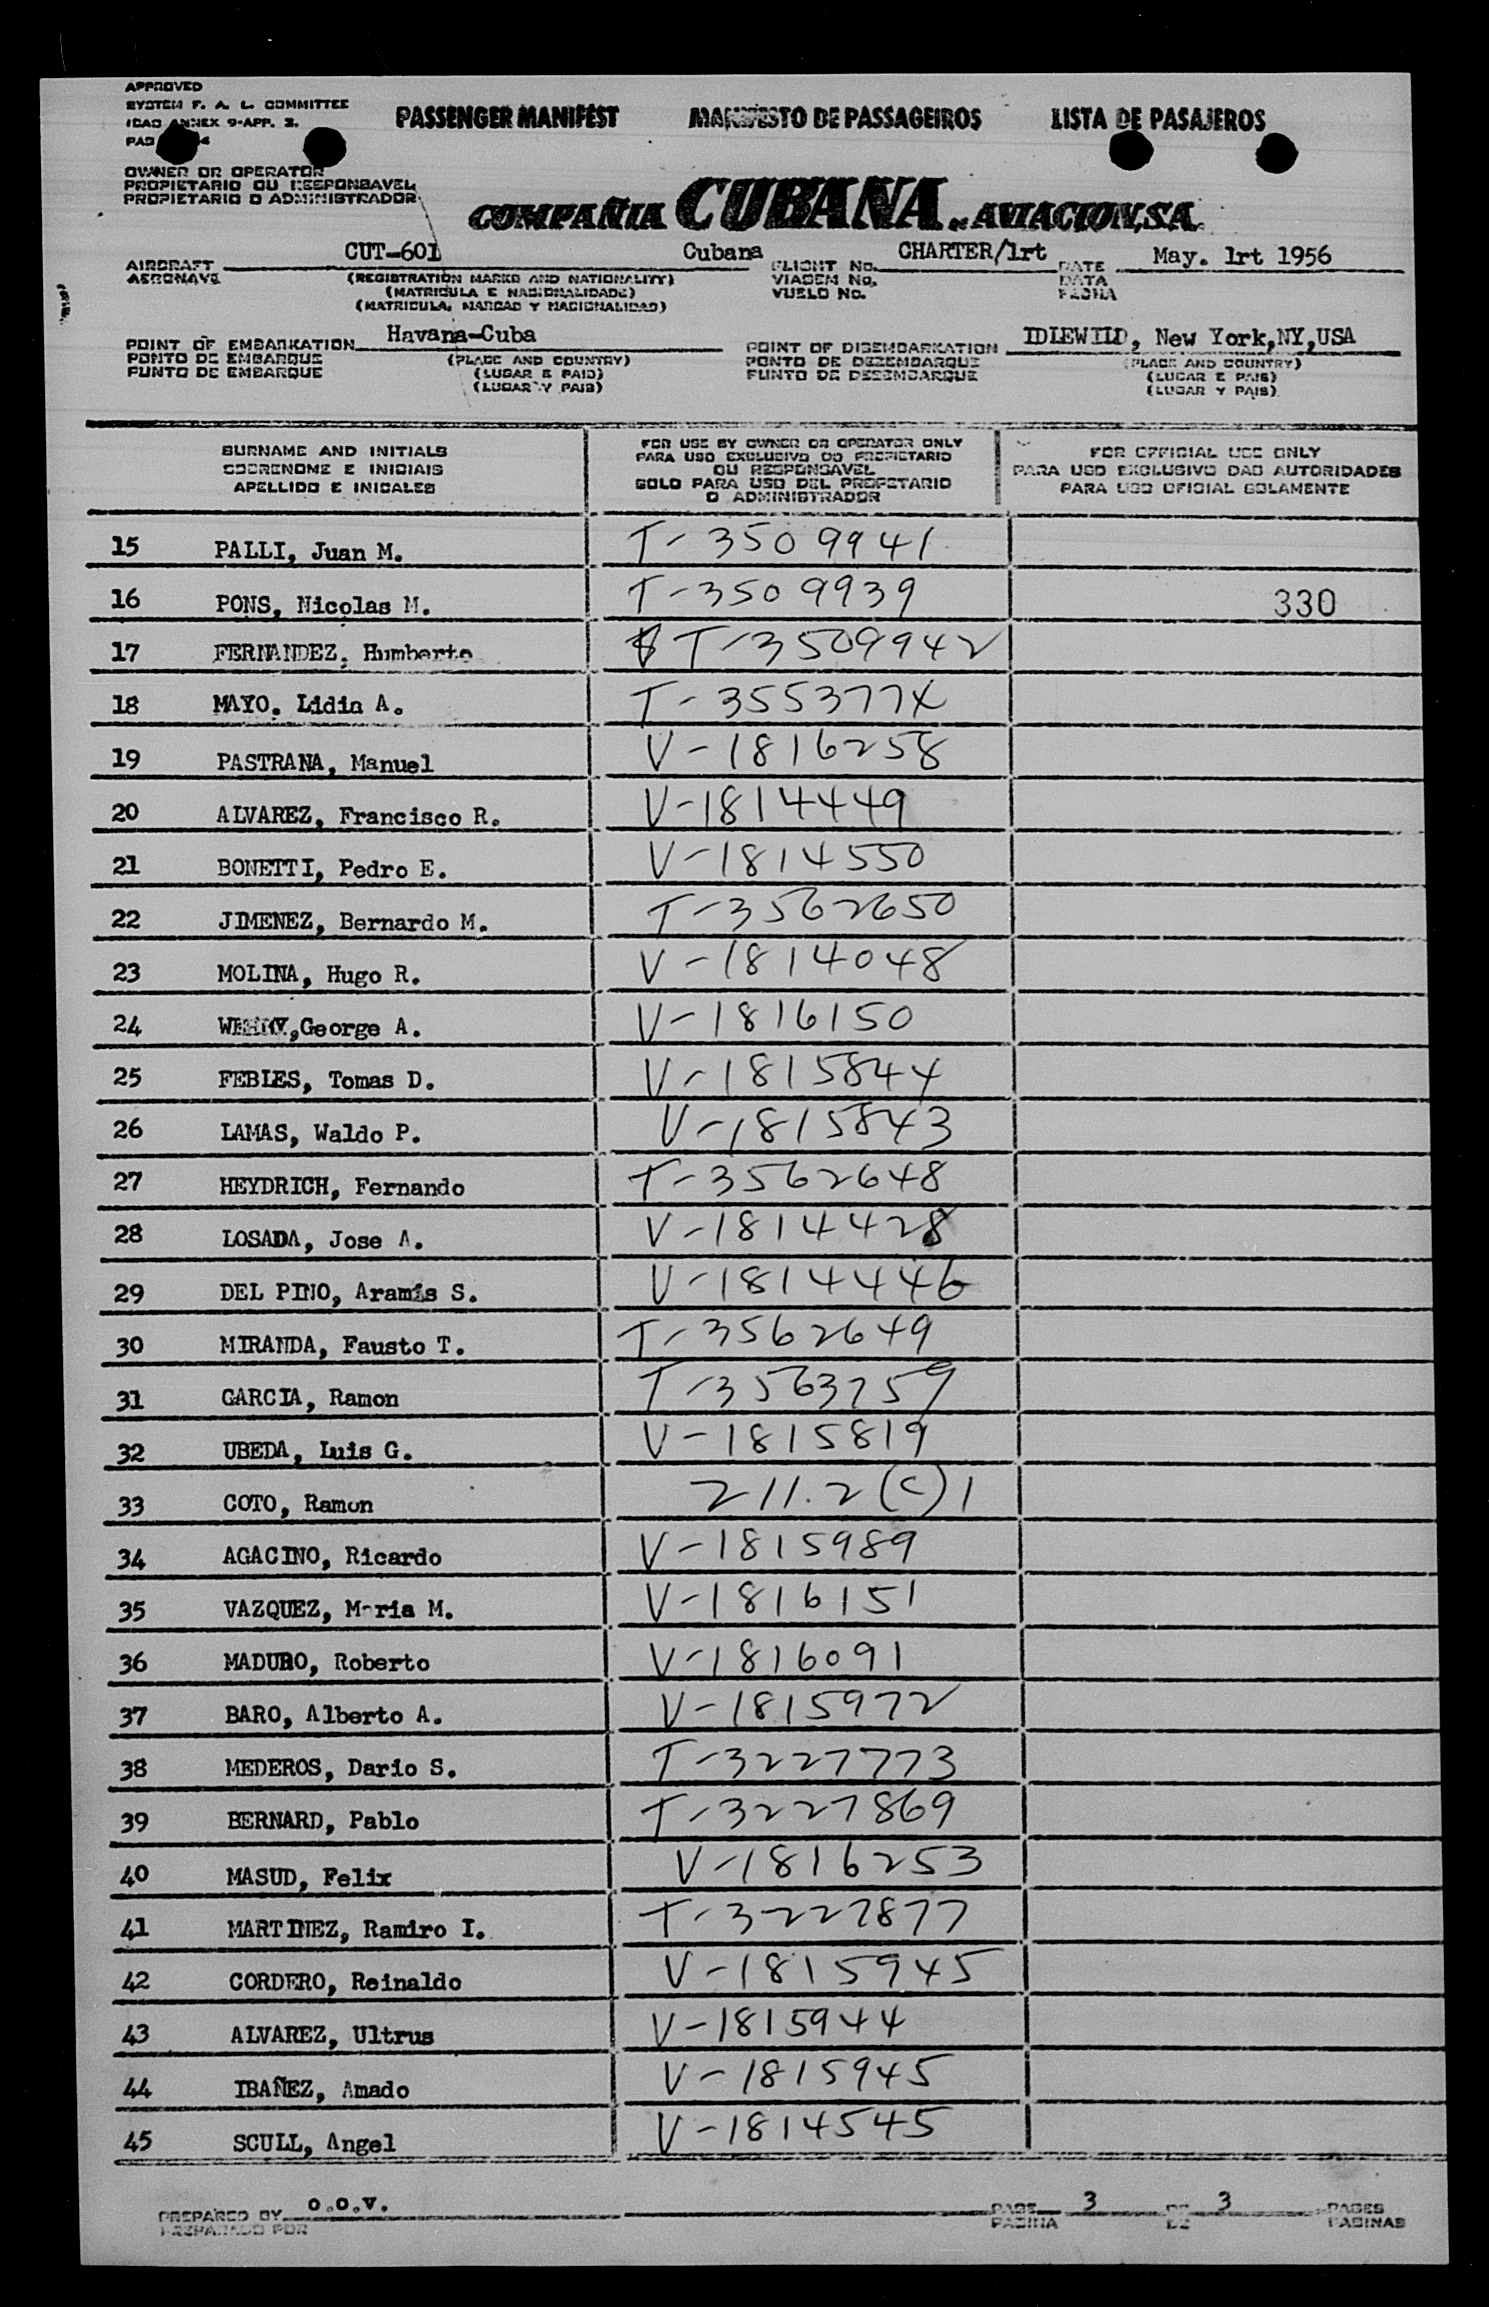 APPROVED
SYSTEM F. A. L. COMMITTEE
ICAO ANNEX 9-APP. 3.
PAD 4
PASSENGER MANIFEST MANIFESTO DE PASSAGEIROS LISTA DE PASAJEROS
OWNER OR OPERATOR
PROPIETARIO OU RESPONSAVEL
PROPIETARIO O ADMINISTRADOR
COMPAÑIA CUBANA DE AVIACION, S.A.
AIRCRAFT CUT-601 Cubana FLIGHT No. CHARTER/1rt DATE May. 1rt 1956
AERONAVE (REGISTRATION MARKS AND NATIONALITY) VIAGEM No. DATA
(MATRICULA E NACIONALIDADE) VUELO No. FECHA
(MATRICULA, MARCAS Y NACIONALIDAD)
POINT OF EMBARKATION Havana-Cuba POINT OF DISEMBARKATION IDLEWILD, New York,NY,USA
PONTO DE EMBARQUE (PLACE AND COUNTRY) PONTO DE DEZEMBARQUE (PLACE AND COUNTRY)
PUNTO DE EMBARQUE (LUGAR E PAIS) PUNTO DE DESEMBARQUE (LUGAR E PAIS)
(LUGAR Y PAIS) (LUGAR Y PAIS)
SURNAME AND INITIALS
SOBRENOME E INICIAIS
APELLIDO E INICALES
FOR USE BY OWNER OR OPERATOR ONLY
PARA USO EXCLUSIVO DO PROPIETARIO
OU RESPONSAVEL
SOLO PARA USO DEL PROPETARIO
O ADMINISTRADOR
FOR OFFICIAL USE ONLY
PARA USO EXCLUSIVO DAS AUTORIDADES
PARA USO OFICIAL SOLAMENTE
15 PALLI, Juan M. T-3509941
16 PONS, Nicolas M. T-3509939 330
17 FERNANDEZ, Humberto T-3509942
18 MAYO. Lidia A. T-3553774
19 PASTRANA, Manuel V-1816258
20 ALVAREZ, Francisco R. V-1814449
21 BONETTI, Pedro E. V-1814550
22 JIMENEZ, Bernardo M. T-3562650
23 MOLINA, Hugo R. V-1814048
24 George A. V-1816150
25 FEBLES, Tomas D. V-1815844
26 LAMAS, Waldo P. V-1815843
27 HEYDRICH, Fernando T-3562648
28 LOSADA, Jose A. V-1814428
29 DEL PINO, Aramis S. V-1814446
30 MIRANDA, Fausto T. T-3562649
31 GARCIA, Ramon T-3563259
32 UBEDA, Luis G. V-1815819
33 COTO, Ramon 211.2(c)1
34 AGACINO, Ricardo V-1815989
35 VAZQUEZ, Maria M. V-1816151
36 MADURO, Roberto V-1816091
37 BARO, Alberto A. V-1815972
38 MEDEROS, Dario S. T-3227773
39 BERNARD, Pablo T-3227869
40 MASUD, Felix V-1816253
41 MARTINEZ, Ramiro I. T-3227877
42 CORDERO, Reinaldo V-1815945
43 ALVAREZ, Ultrus V-1815944
44 IBAÑEZ, Amado V-1815945
45 SCULL, Angel V-1814545
PREPARED BY o.o.v. PAGE 3 DE 3 PAGES
PREPARADO POR PAGINA DE PAGINAS